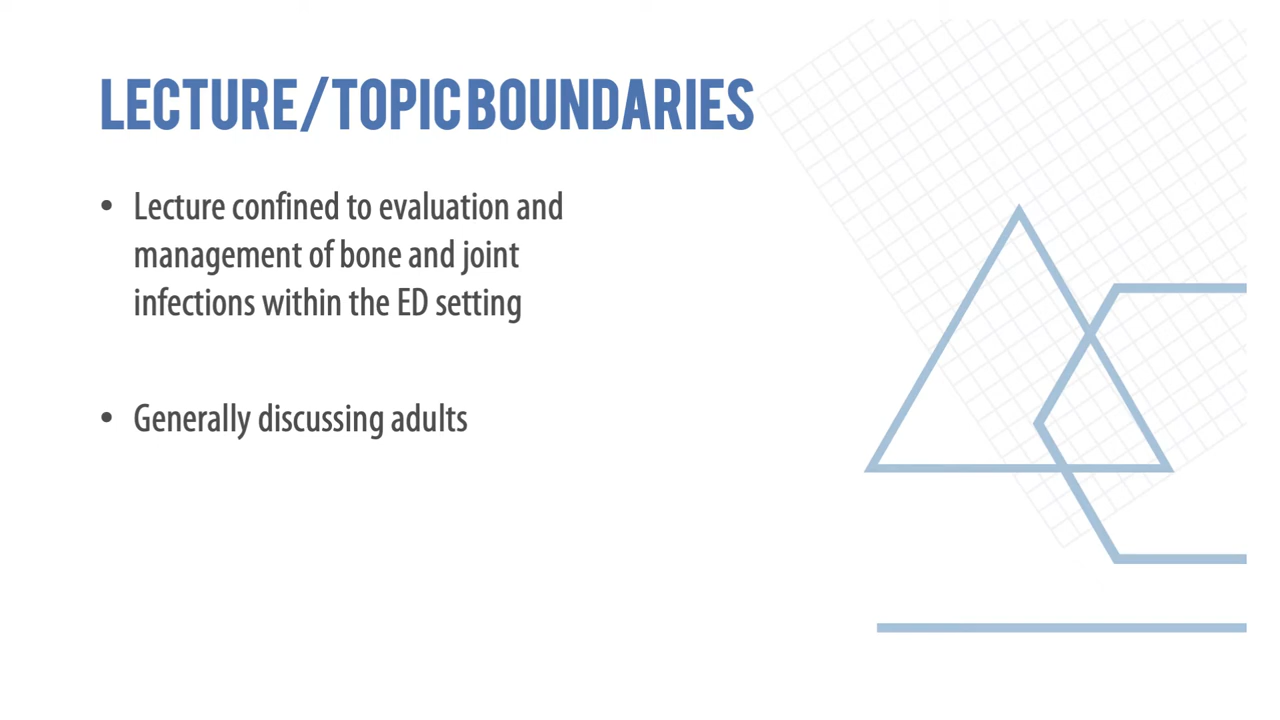 LECTURE/TOPIC BOUNDARIES
• Lecture confined to evaluation and
management of bone and joint
infections within the ED setting
• Generally discussing adults